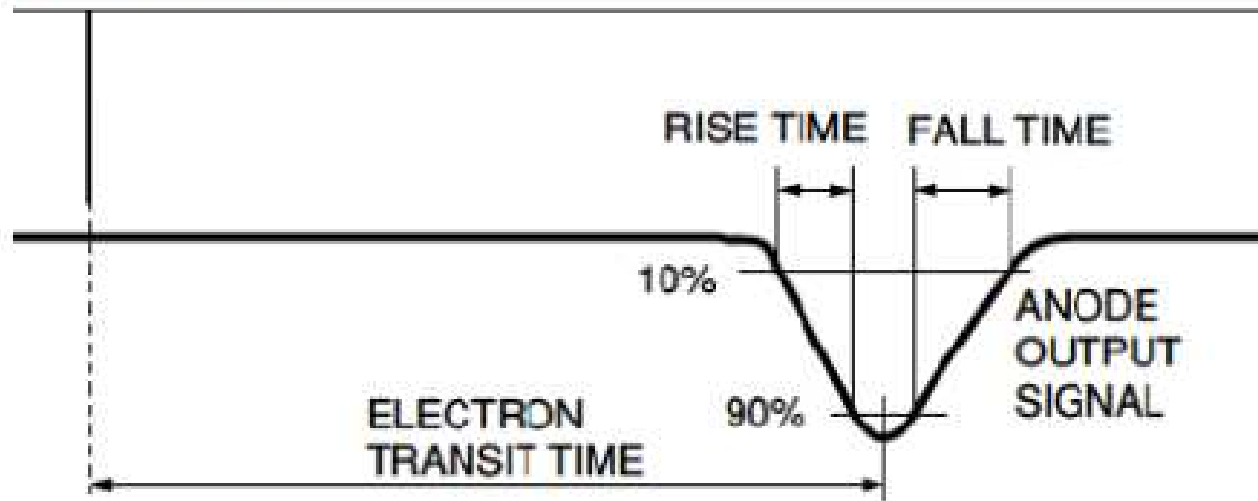 RISE TIME
FALL TIME
10%
ANODE
OUTPUT
SIGNAL
90%
ELECTRON
TRANSIT TIME